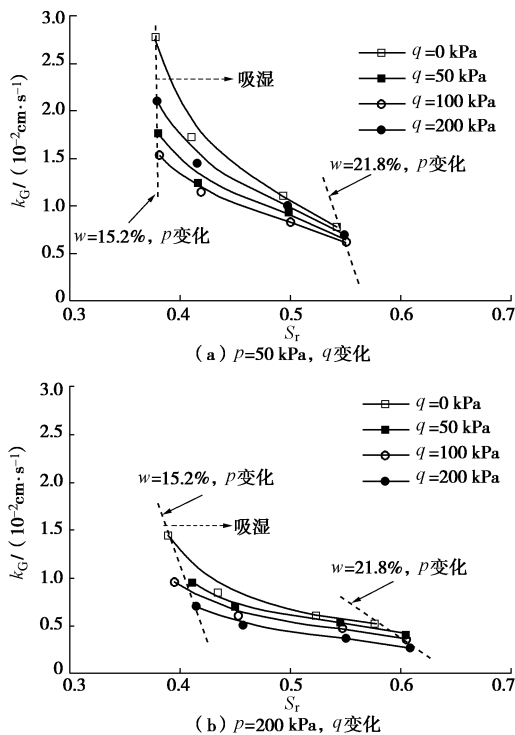 3.0
2.5
2.0
1.5
1.0
0.5
0
k_G/（10⁻²cm·s⁻¹）
q=0 kPa
q=50 kPa
q=100 kPa
q=200 kPa
吸湿
w=21.8%，p变化
w=15.2%，p变化
0.3 0.4 0.5 0.6 0.7
S_r
（a）p=50 kPa，q变化
3.0
2.5
2.0
1.5
1.0
0.5
0
k_G/（10⁻²cm·s⁻¹）
q=0 kPa
q=50 kPa
q=100 kPa
q=200 kPa
w=15.2%，p变化
吸湿
w=21.8%，p变化
0.3 0.4 0.5 0.6 0.7
S_r
（b）p=200 kPa，q变化